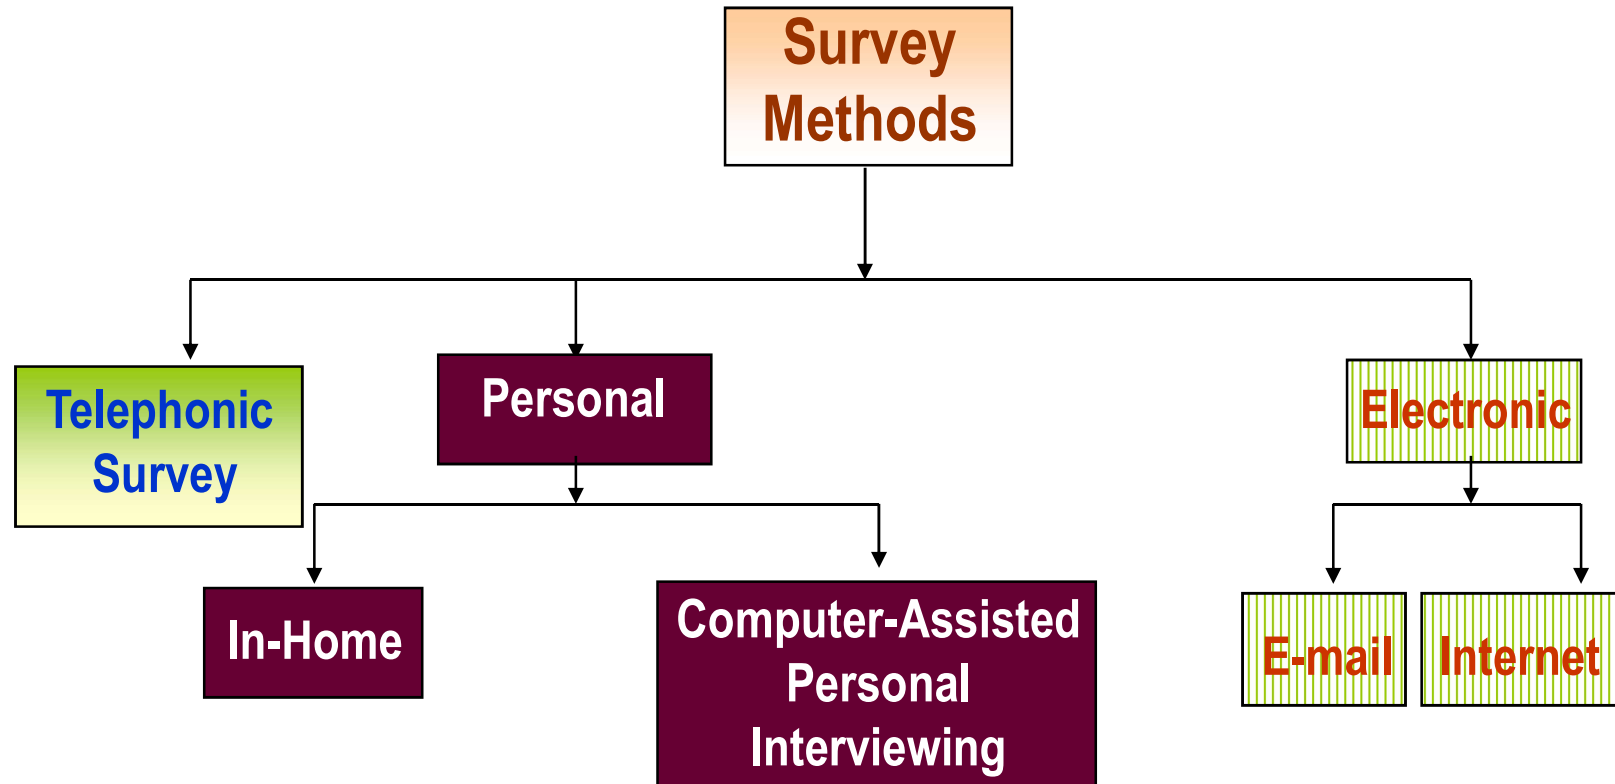 Survey
Methods
Telephonic
Survey
Personal
Electronic
In-Home
Computer-Assisted
Personal
Interviewing
E-mail
Internet